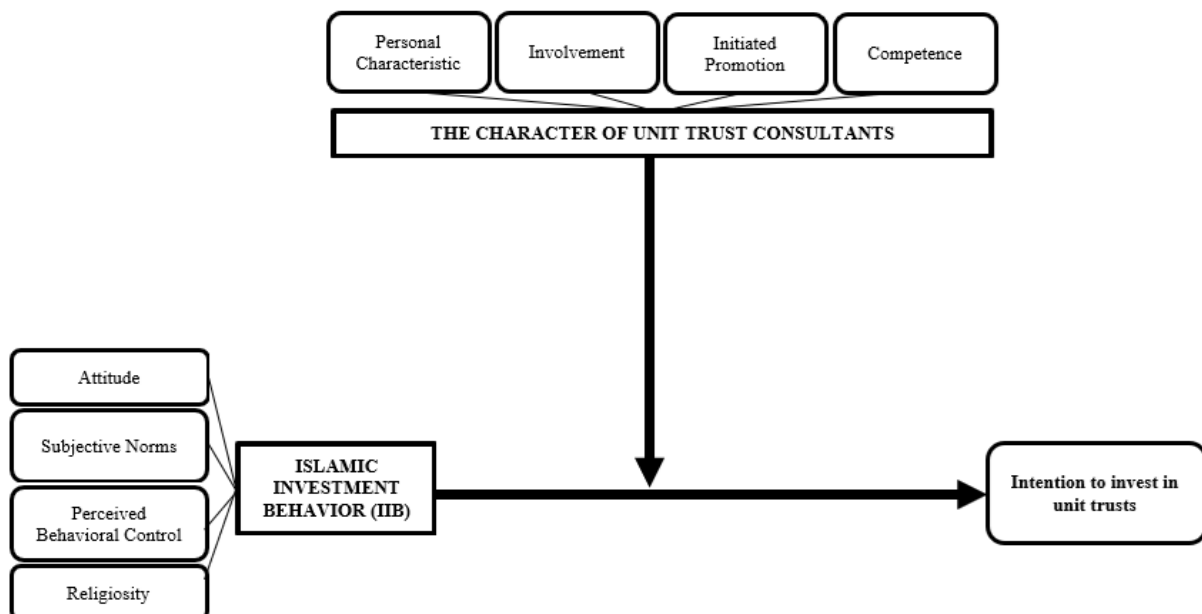 Personal
Characteristic
Involvement
Initiated
Promotion
Competence
THE CHARACTER OF UNIT TRUST CONSULTANTS
Attitude
Subjective Norms
Perceived
Behavioral Control
Religiosity
ISLAMIC
INVESTMENT
BEHAVIOR (IIB)
Intention to invest in
unit trusts